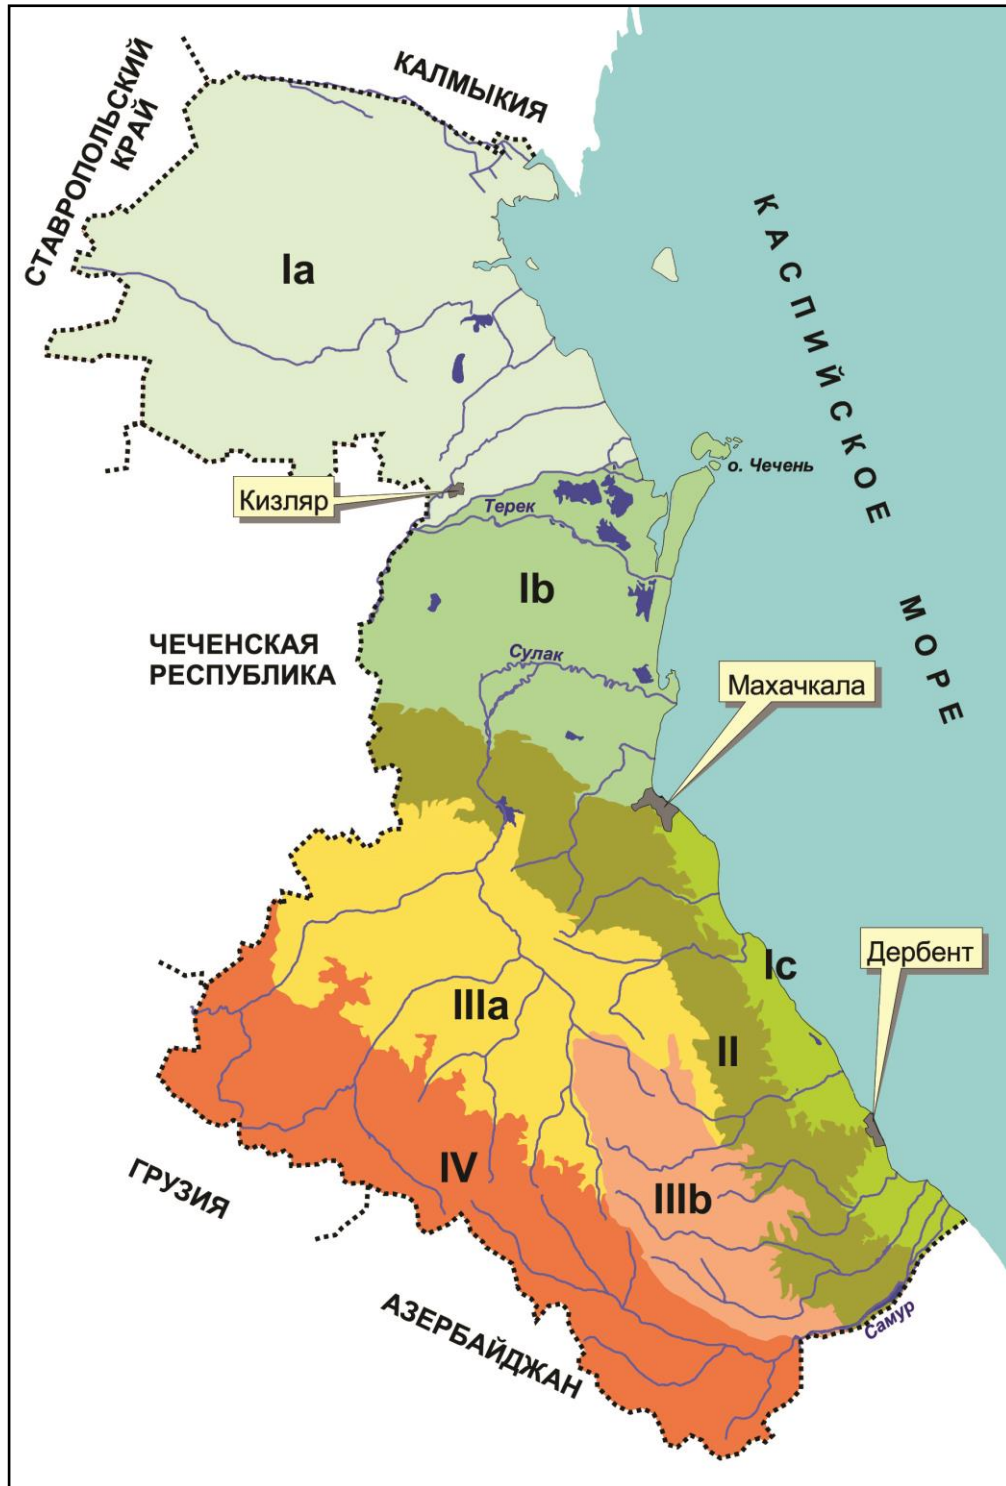 КАЛМЫКИЯ
СТАВРОПОЛЬСКИЙ
КРАЙ
Ia
КАСПИЙСКОЕ МОРЕ
о. Чечень
Кизляр
Терек
Ib
ЧЕЧЕНСКАЯ
РЕСПУБЛИКА
Сулак
Махачкала
Дербент
Ic
IIIa
II
IV
IIIb
ГРУЗИЯ
АЗЕРБАЙДЖАН
Самур